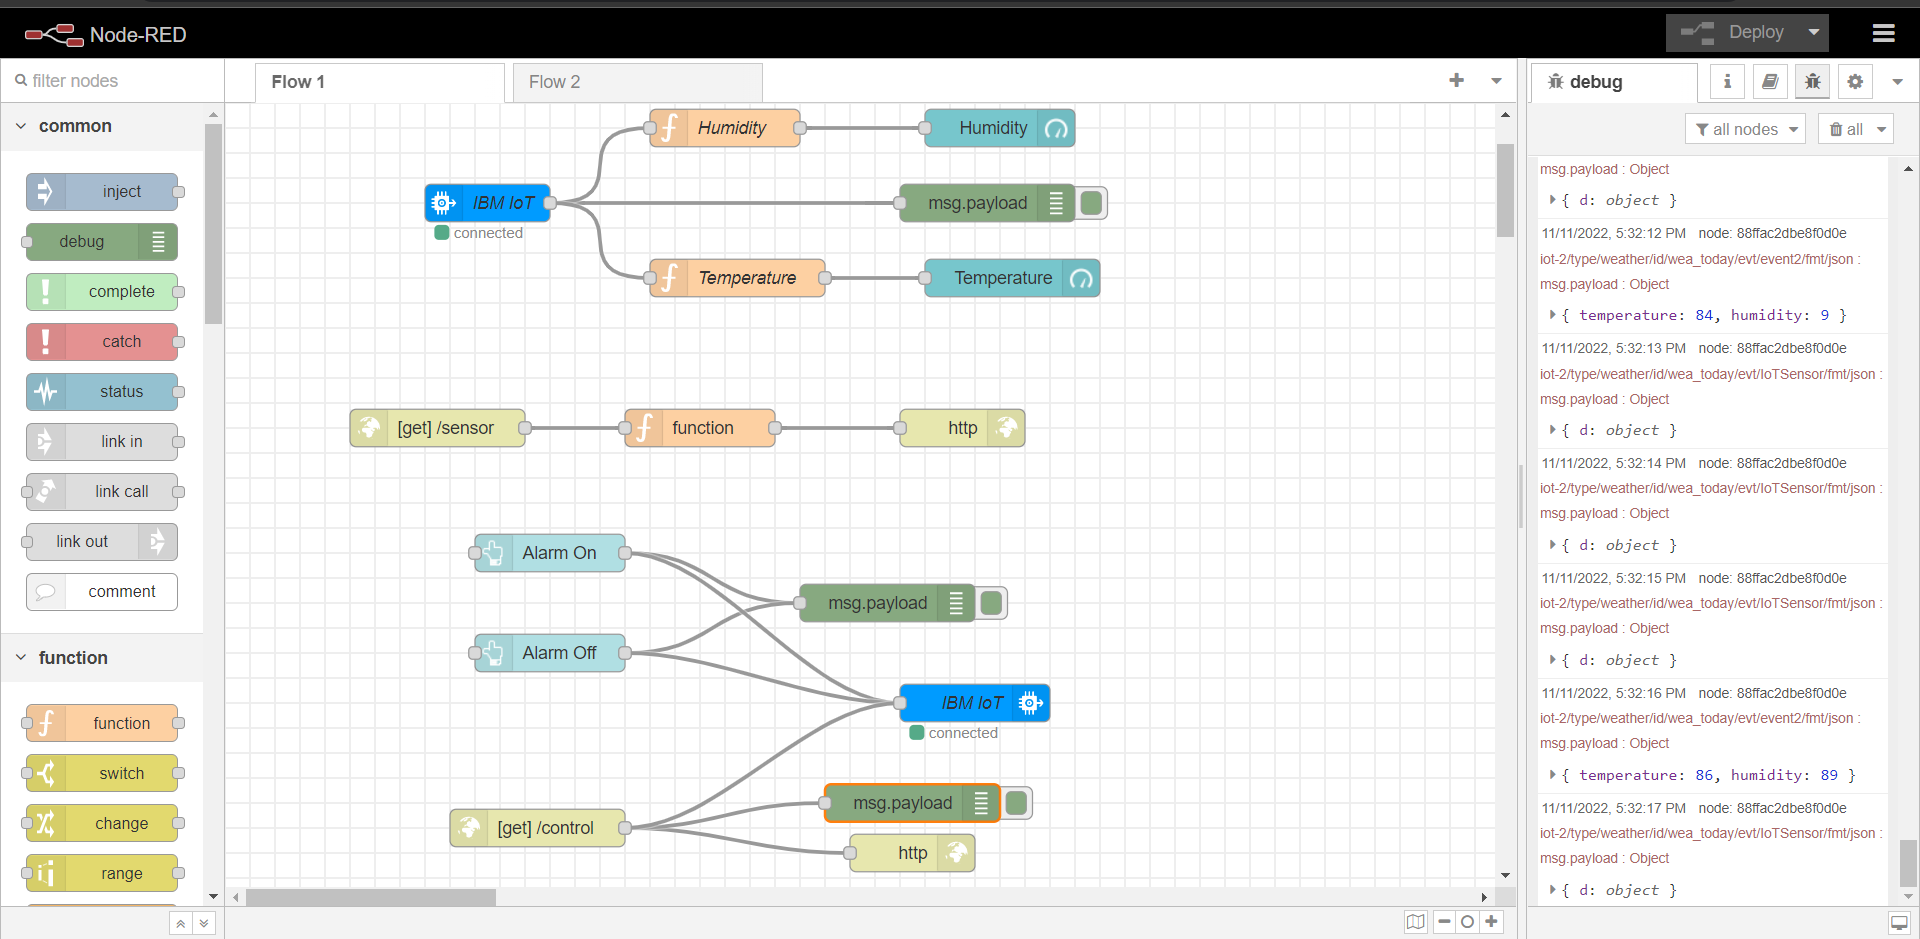 Node-RED
Deploy
filter nodes
Flow 1
Flow 2
debug
i
all nodes
all
common
inject
debug
complete
catch
status
link in
link call
link out
comment
function
function
switch
change
range
Humidity
Humidity
IBM IoT
connected
msg.payload
Temperature
Temperature
[get] /sensor
function
http
Alarm On
msg.payload
Alarm Off
IBM IoT
connected
msg.payload
[get] /control
http
msg.payload : Object
{ d: object }
11/11/2022, 5:32:12 PM node: 88ffac2dbe8f0d0e
iot-2/type/weather/id/wea_today/evt/event2/fmt/json :
msg.payload : Object
{ temperature: 84, humidity: 9 }
11/11/2022, 5:32:13 PM node: 88ffac2dbe8f0d0e
iot-2/type/weather/id/wea_today/evt/IoTSensor/fmt/json :
msg.payload : Object
{ d: object }
11/11/2022, 5:32:14 PM node: 88ffac2dbe8f0d0e
iot-2/type/weather/id/wea_today/evt/IoTSensor/fmt/json :
msg.payload : Object
{ d: object }
11/11/2022, 5:32:15 PM node: 88ffac2dbe8f0d0e
iot-2/type/weather/id/wea_today/evt/IoTSensor/fmt/json :
msg.payload : Object
{ d: object }
11/11/2022, 5:32:16 PM node: 88ffac2dbe8f0d0e
iot-2/type/weather/id/wea_today/evt/event2/fmt/json :
msg.payload : Object
{ temperature: 86, humidity: 89 }
11/11/2022, 5:32:17 PM node: 88ffac2dbe8f0d0e
iot-2/type/weather/id/wea_today/evt/IoTSensor/fmt/json :
msg.payload : Object
{ d: object }